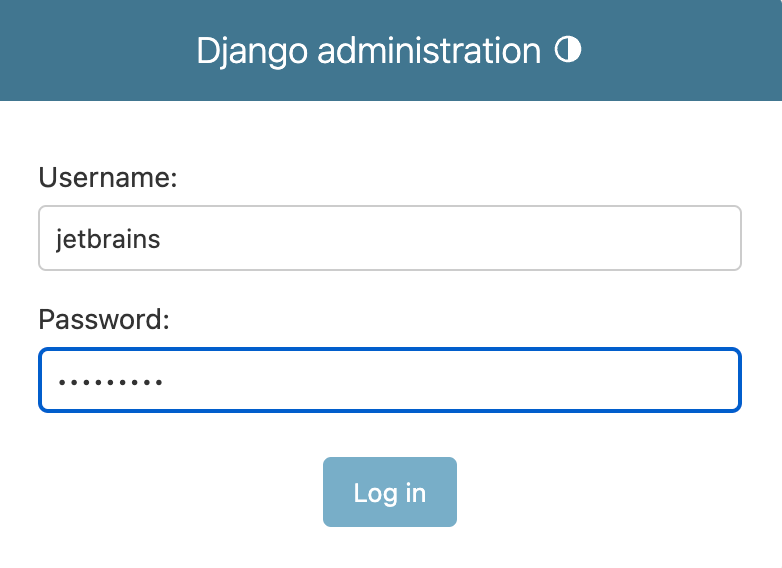 Django administration
Username:
jetbrains
Password:
•••••••••
Log in